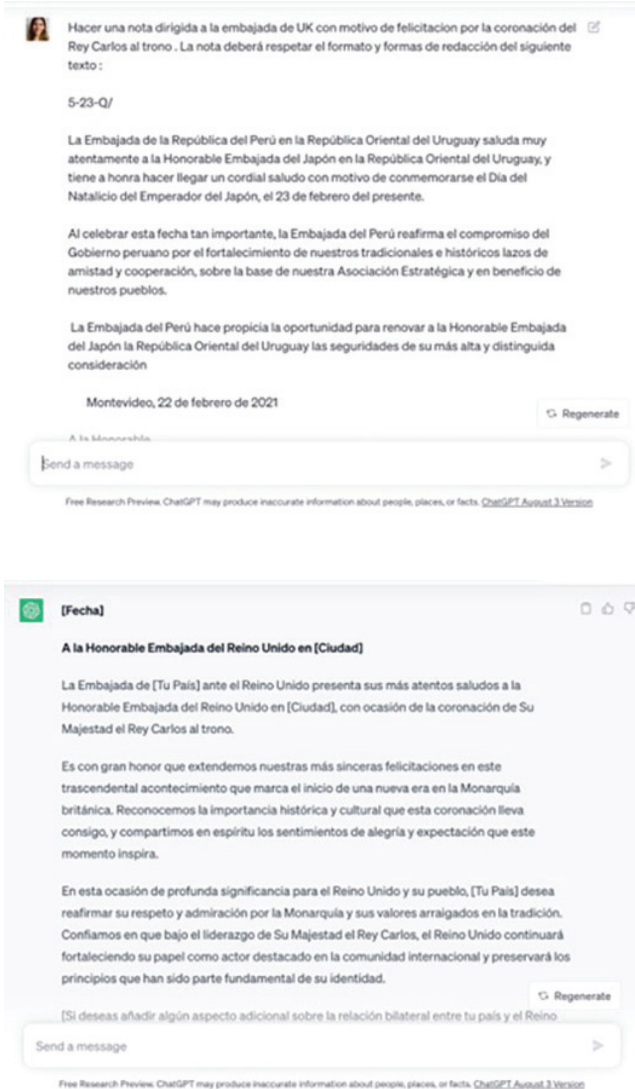 Hacer una nota dirigida a la embajada de UK con motivo de felicitacion por la coronación del
Rey Carlos al trono . La nota deberá respetar el formato y formas de redacción del siguiente
texto :
5-23-Q/
La Embajada de la República del Perú en la República Oriental del Uruguay saluda muy
atentamente a la Honorable Embajada del Japón en la República Oriental del Uruguay, y
tiene a honra hacer llegar un cordial saludo con motivo de conmemorarse el Día del
Natalicio del Emperador del Japón, el 23 de febrero del presente.
Al celebrar esta fecha tan importante, la Embajada del Perú reafirma el compromiso del
Gobierno peruano por el fortalecimiento de nuestros tradicionales e históricos lazos de
amistad y cooperación, sobre la base de nuestra Asociación Estratégica y en beneficio de
nuestros pueblos.
La Embajada del Perú hace propicia la oportunidad para renovar a la Honorable Embajada
del Japón la República Oriental del Uruguay las seguridades de su más alta y distinguida
consideración
Montevideo, 22 de febrero de 2021
Regenerate
A la Honorable
Send a message
Free Research Preview. ChatGPT may produce inaccurate information about people, places, or facts. ChatGPT August 3 Version
[Fecha]
A la Honorable Embajada del Reino Unido en [Ciudad]
La Embajada de [Tu País] ante el Reino Unido presenta sus más atentos saludos a la
Honorable Embajada del Reino Unido en [Ciudad], con ocasión de la coronación de Su
Majestad el Rey Carlos al trono.
Es con gran honor que extendemos nuestras más sinceras felicitaciones en este
trascendental acontecimiento que marca el inicio de una nueva era en la Monarquía
británica. Reconocemos la importancia histórica y cultural que esta coronación lleva
consigo, y compartimos en espíritu los sentimientos de alegría y expectación que este
momento inspira.
En esta ocasión de profunda significancia para el Reino Unido y su pueblo, [Tu País] desea
reafirmar su respeto y admiración por la Monarquía y sus valores arraigados en la tradición.
Confiamos en que bajo el liderazgo de Su Majestad el Rey Carlos, el Reino Unido continuará
fortaleciendo su papel como actor destacado en la comunidad internacional y preservará los
principios que han sido parte fundamental de su identidad.
Regenerate
[Si deseas añadir algún aspecto adicional sobre la relación bilateral entre tu país y el Reino
Send a message
Free Research Preview. ChatGPT may produce inaccurate information about people, places, or facts. ChatGPT August 3 Version